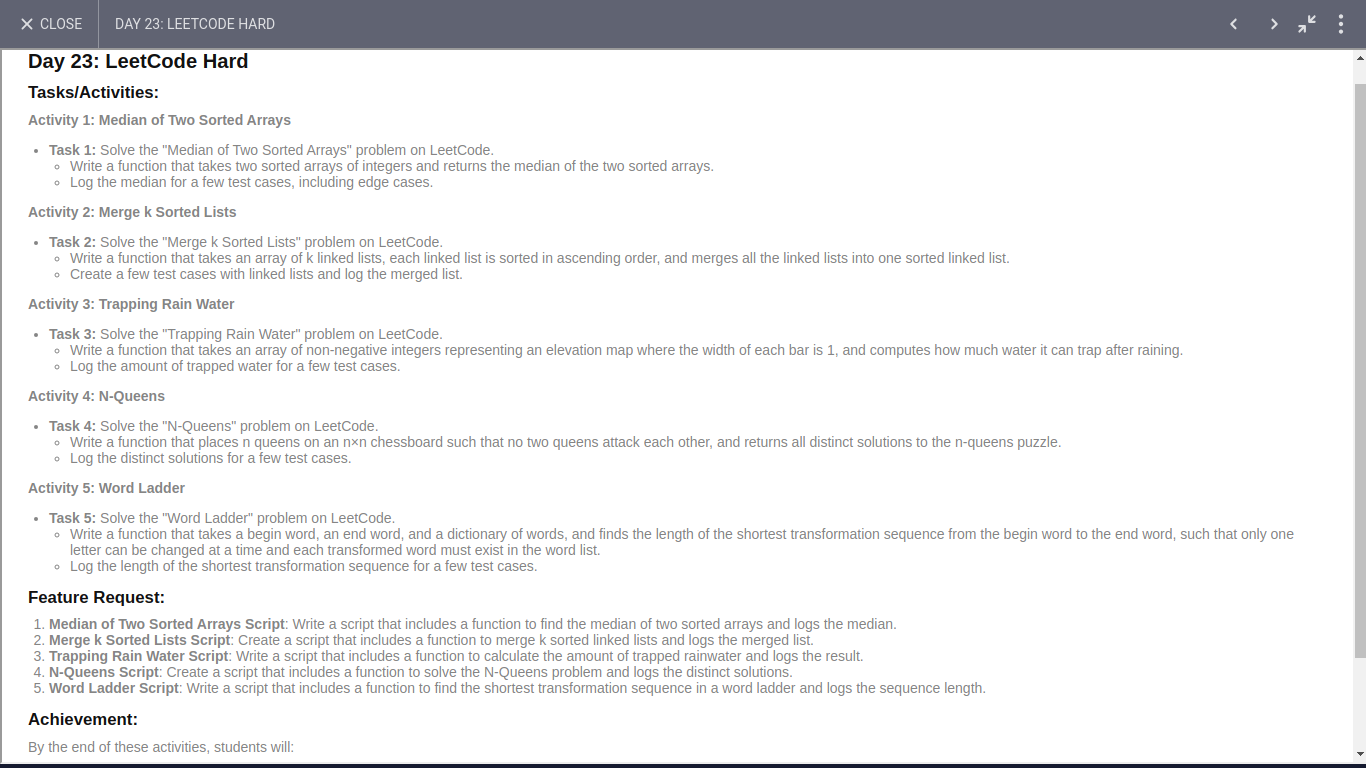 CLOSE DAY 23: LEETCODE HARD
Day 23: LeetCode Hard
Tasks/Activities:
Activity 1: Median of Two Sorted Arrays
• Task 1: Solve the "Median of Two Sorted Arrays" problem on LeetCode.
◦ Write a function that takes two sorted arrays of integers and returns the median of the two sorted arrays.
◦ Log the median for a few test cases, including edge cases.
Activity 2: Merge k Sorted Lists
• Task 2: Solve the "Merge k Sorted Lists" problem on LeetCode.
◦ Write a function that takes an array of k linked lists, each linked list is sorted in ascending order, and merges all the linked lists into one sorted linked list.
◦ Create a few test cases with linked lists and log the merged list.
Activity 3: Trapping Rain Water
• Task 3: Solve the "Trapping Rain Water" problem on LeetCode.
◦ Write a function that takes an array of non-negative integers representing an elevation map where the width of each bar is 1, and computes how much water it can trap after raining.
◦ Log the amount of trapped water for a few test cases.
Activity 4: N-Queens
• Task 4: Solve the "N-Queens" problem on LeetCode.
◦ Write a function that places n queens on an n×n chessboard such that no two queens attack each other, and returns all distinct solutions to the n-queens puzzle.
◦ Log the distinct solutions for a few test cases.
Activity 5: Word Ladder
• Task 5: Solve the "Word Ladder" problem on LeetCode.
◦ Write a function that takes a begin word, an end word, and a dictionary of words, and finds the length of the shortest transformation sequence from the begin word to the end word, such that only one
letter can be changed at a time and each transformed word must exist in the word list.
◦ Log the length of the shortest transformation sequence for a few test cases.
Feature Request:
1. Median of Two Sorted Arrays Script: Write a script that includes a function to find the median of two sorted arrays and logs the median.
2. Merge k Sorted Lists Script: Create a script that includes a function to merge k sorted linked lists and logs the merged list.
3. Trapping Rain Water Script: Write a script that includes a function to calculate the amount of trapped rainwater and logs the result.
4. N-Queens Script: Create a script that includes a function to solve the N-Queens problem and logs the distinct solutions.
5. Word Ladder Script: Write a script that includes a function to find the shortest transformation sequence in a word ladder and logs the sequence length.
Achievement:
By the end of these activities, students will: